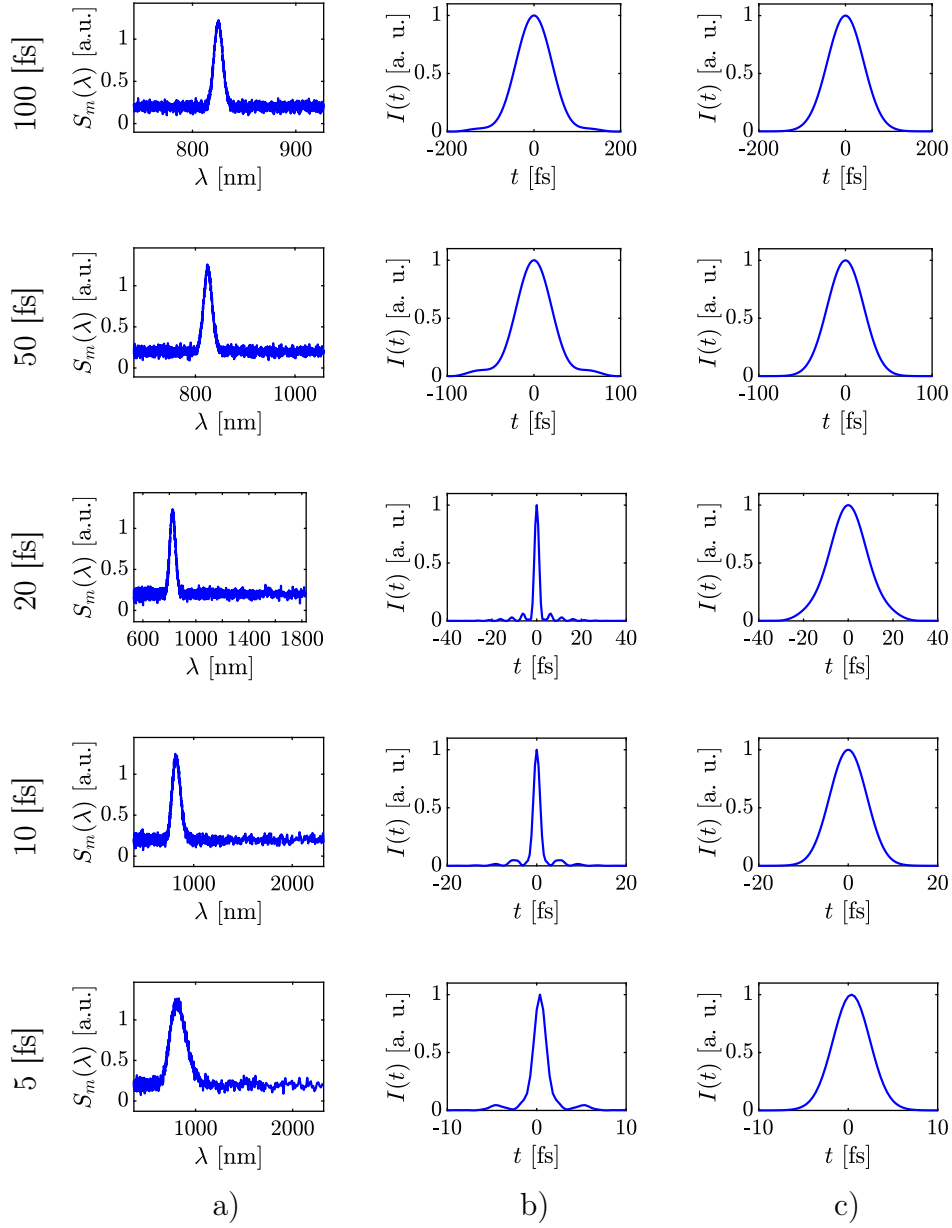 100 [fs]
S_m(λ) [a.u.]
1
0.5
0
800 900
λ [nm]
I(t) [a. u.]
1
0.5
0
-200 0 200
t [fs]
I(t) [a. u.]
1
0.5
0
-200 0 200
t [fs]
50 [fs]
S_m(λ) [a.u.]
1
0.5
0
800 1000
λ [nm]
I(t) [a. u.]
1
0.5
0
-100 0 100
t [fs]
I(t) [a. u.]
1
0.5
0
-100 0 100
t [fs]
20 [fs]
S_m(λ) [a.u.]
1
0.5
0
600 1000 1400 1800
λ [nm]
I(t) [a. u.]
1
0.5
0
-40 -20 0 20 40
t [fs]
I(t) [a. u.]
1
0.5
0
-40 -20 0 20 40
t [fs]
10 [fs]
S_m(λ) [a.u.]
1
0.5
0
1000 2000
λ [nm]
I(t) [a. u.]
1
0.5
0
-20 0 20
t [fs]
I(t) [a. u.]
1
0.5
0
-20 0 20
t [fs]
5 [fs]
S_m(λ) [a.u.]
1
0.5
0
1000 2000
λ [nm]
I(t) [a. u.]
1
0.5
0
-10 0 10
t [fs]
I(t) [a. u.]
1
0.5
0
-10 0 10
t [fs]
a) b) c)